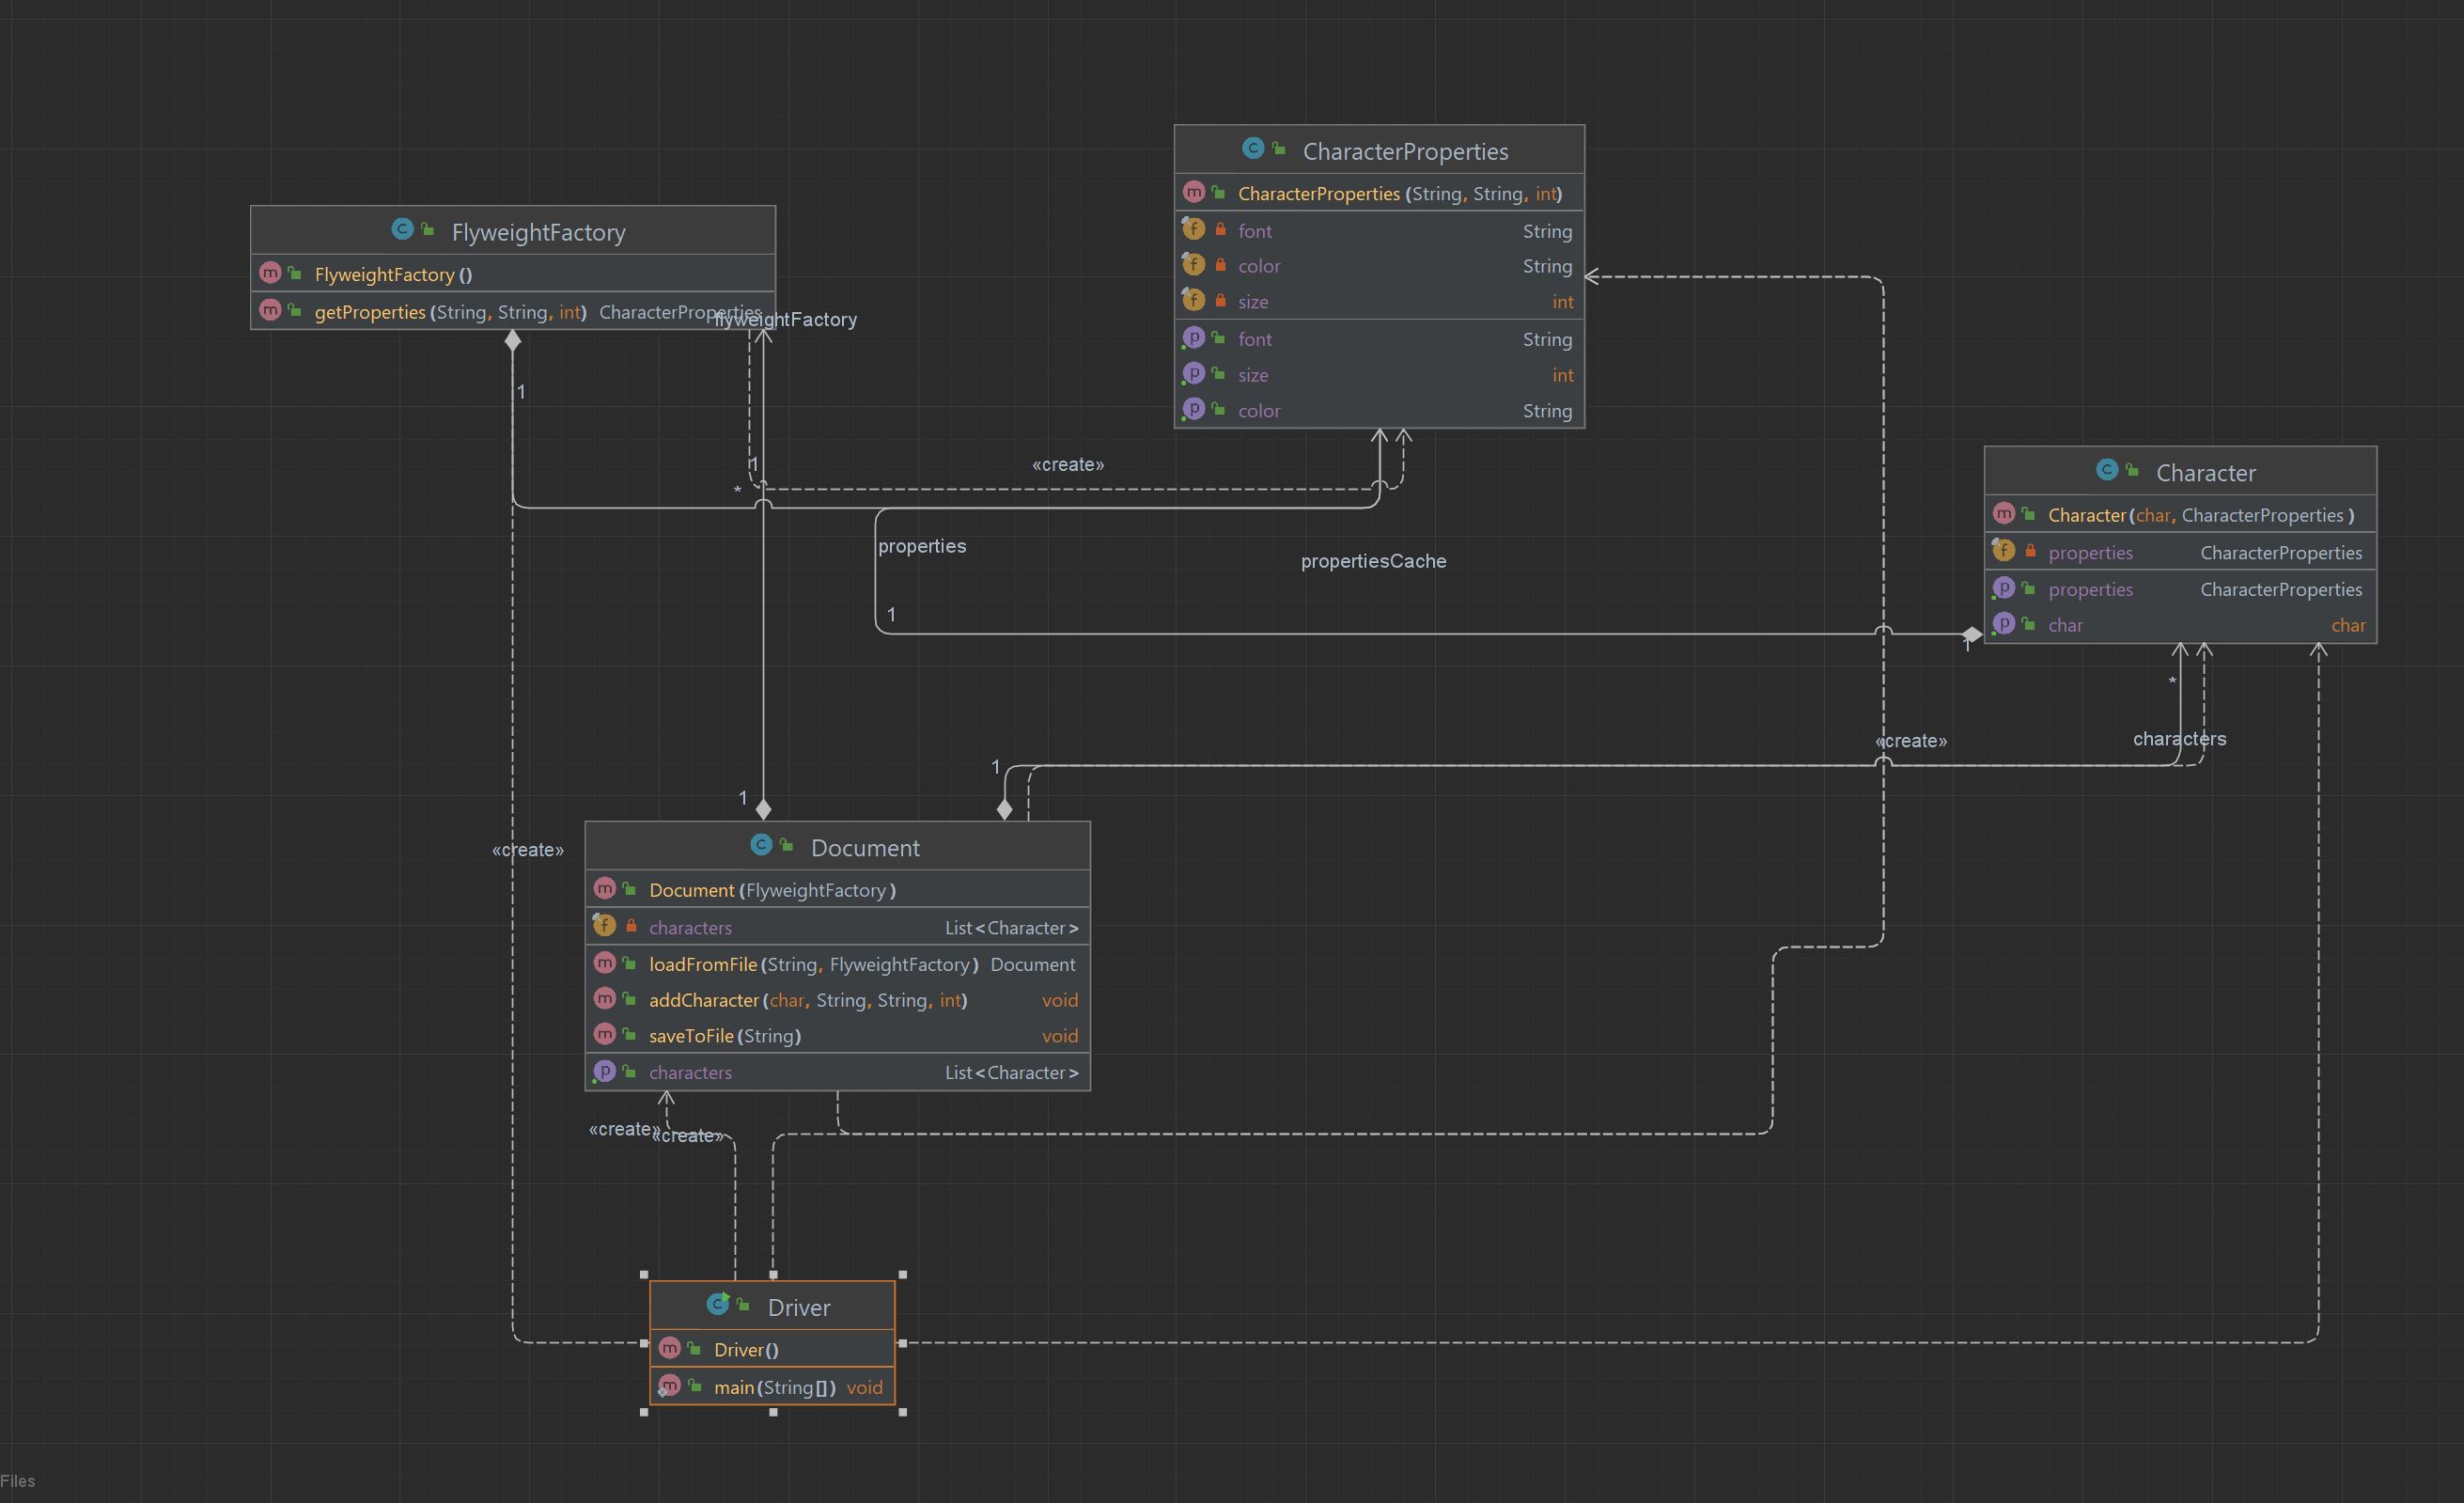 CharacterProperties
CharacterProperties(String, String, int)
font String
color String
size int
font String
size int
color String
FlyweightFactory
FlyweightFactory()
getProperties(String, String, int) CharacterProperties
flyweightFactory
1
1
*
«create»
Character
Character(char, CharacterProperties)
properties CharacterProperties
properties CharacterProperties
char char
properties
propertiesCache
1
1
*
characters
«create»
1
1
«create»
Document
Document(FlyweightFactory)
characters List<Character>
loadFromFile(String, FlyweightFactory) Document
addCharacter(char, String, String, int) void
saveToFile(String) void
characters List<Character>
«create»
«create»
Driver
Driver()
main(String[]) void
Files